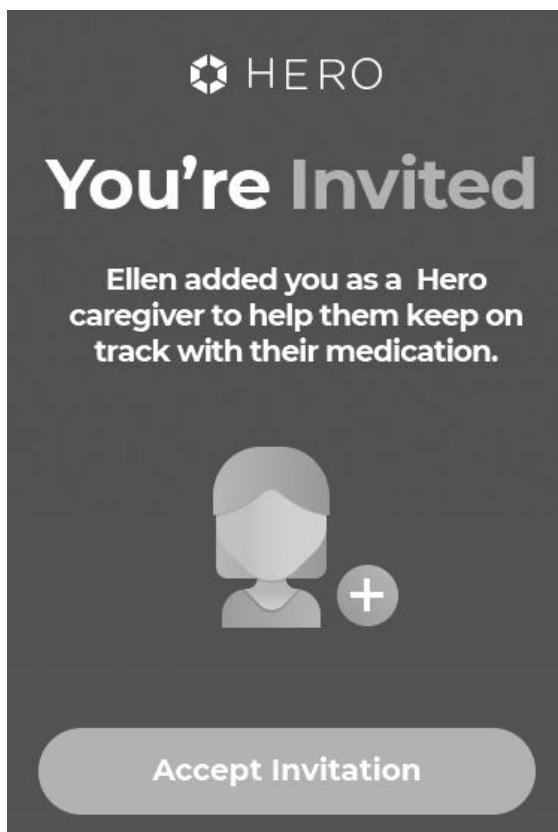 HERO
You're Invited
Ellen added you as a Hero
caregiver to help them keep on
track with their medication.
Accept Invitation